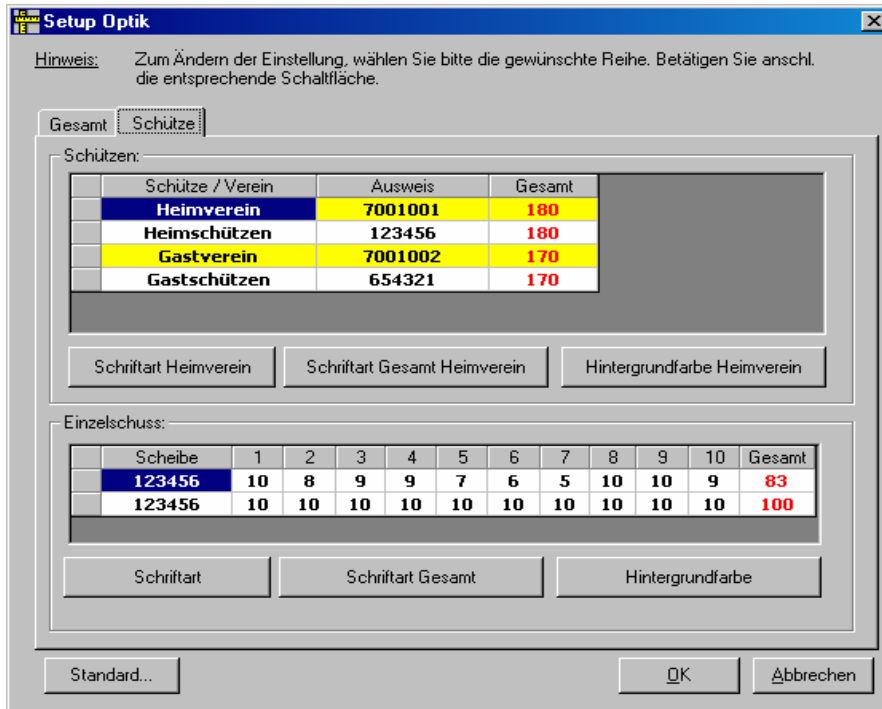 Setup Optik
Hinweis: Zum Ändern der Einstellung, wählen Sie bitte die gewünschte Reihe. Betätigen Sie anschl.
die entsprechende Schaltfläche.
Gesamt Schütze
Schützen:
Schütze / Verein Ausweis Gesamt
Heimverein 7001001 180
Heimschützen 123456 180
Gastverein 7001002 170
Gastschützen 654321 170
Schriftart Heimverein Schriftart Gesamt Heimverein Hintergrundfarbe Heimverein
Einzelschuss:
Scheibe 1 2 3 4 5 6 7 8 9 10 Gesamt
123456 10 8 9 9 7 6 5 10 10 9 83
123456 10 10 10 10 10 10 10 10 10 10 100
Schriftart Schriftart Gesamt Hintergrundfarbe
Standard... OK Abbrechen